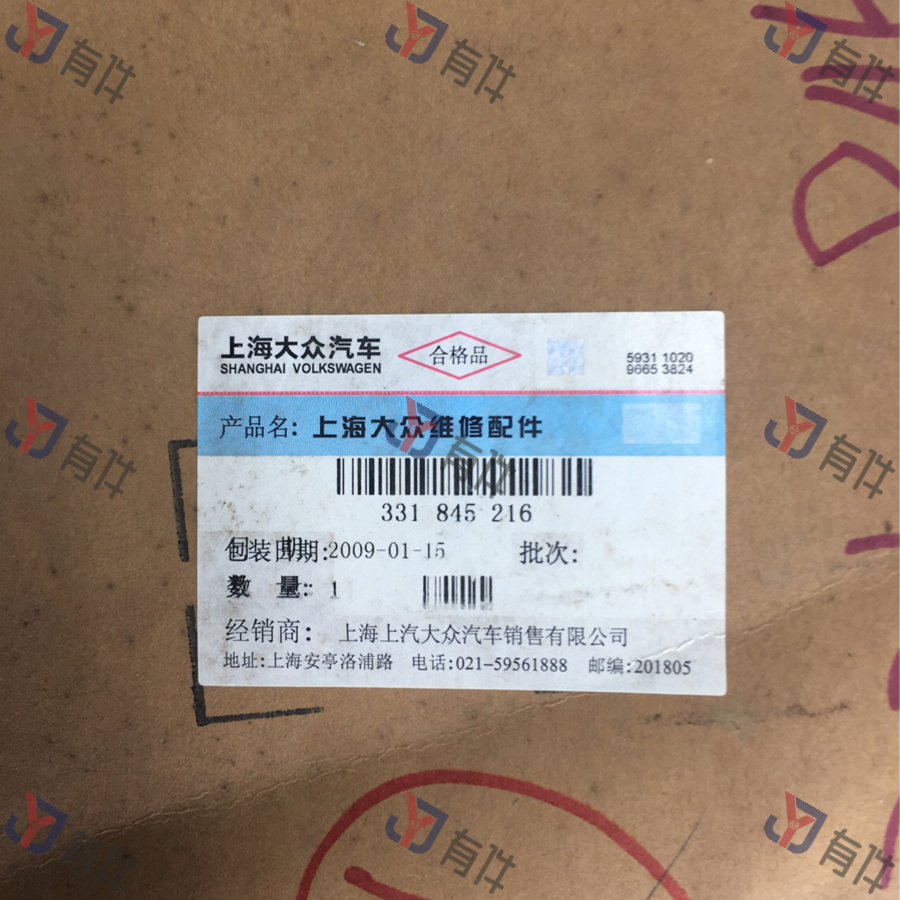 上海大众汽车
SHANGHAI VOLKSWAGEN
合格品
5931 1020
9665 3824
产品名: 上海大众维修配件
331 845 216
包装日期:2009-01-15 批次:
数 量: 1
经销商: 上海上汽大众汽车销售有限公司
地址:上海安亭洛浦路 电话:021-59561888 邮编:201805
有件
有件
有件
有件
有件
有件
有件
有件
有件